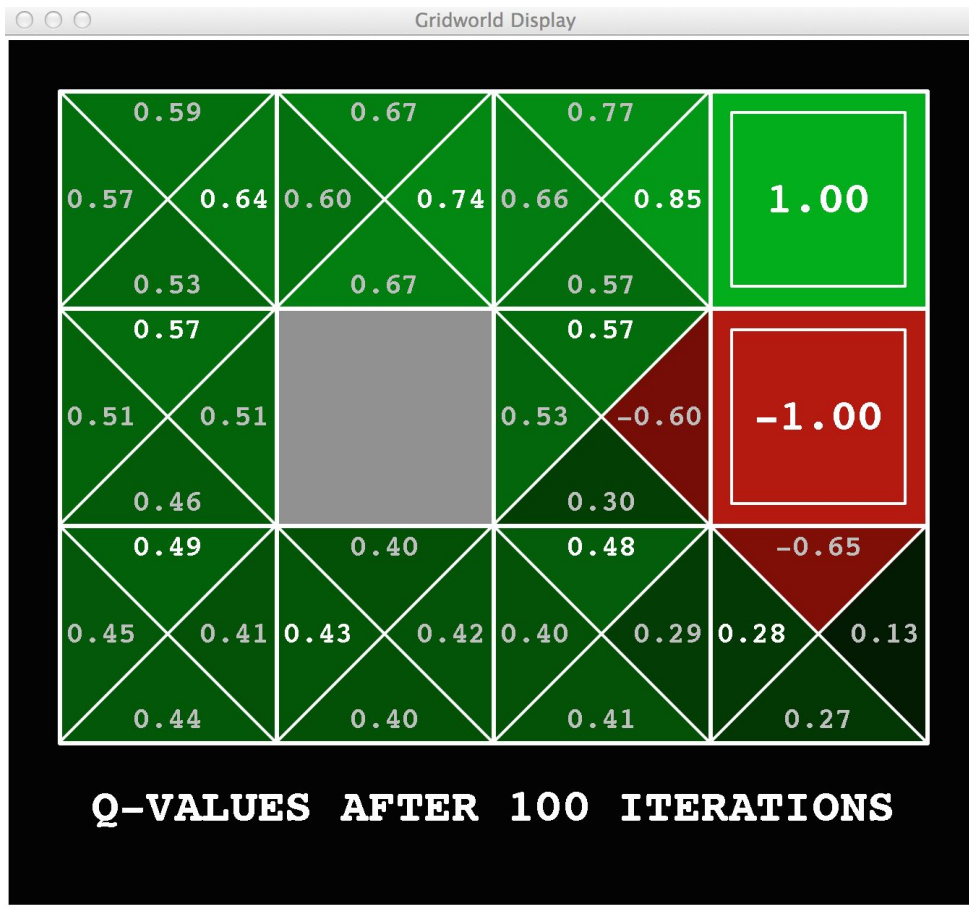 Gridworld Display
0.59 0.67 0.77
0.57 0.64 0.60 0.74 0.66 0.85 1.00
0.53 0.67 0.57
0.57 0.57
0.51 0.51 0.53 -0.60 -1.00
0.46 0.30
0.49 0.40 0.48 -0.65
0.45 0.41 0.43 0.42 0.40 0.29 0.28 0.13
0.44 0.40 0.41 0.27
Q-VALUES AFTER 100 ITERATIONS